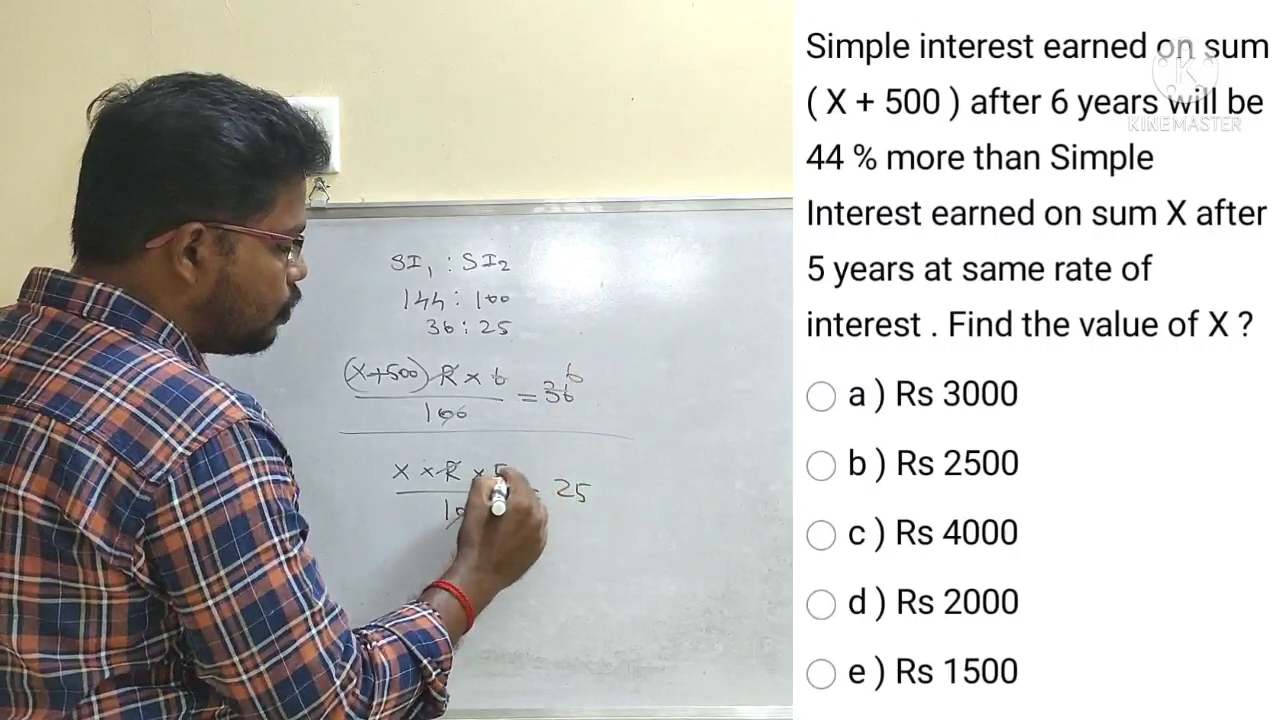 SI₁ : SI₂
144 : 100
36 : 25
(X+500) R × 6
100
= 36
6
X × R × 5
10
= 25
Simple interest earned on sum
( X + 500 ) after 6 years will be
44 % more than Simple
Interest earned on sum X after
5 years at same rate of
interest . Find the value of X ?
a ) Rs 3000
b ) Rs 2500
c ) Rs 4000
d ) Rs 2000
e ) Rs 1500
K
KINEMASTER